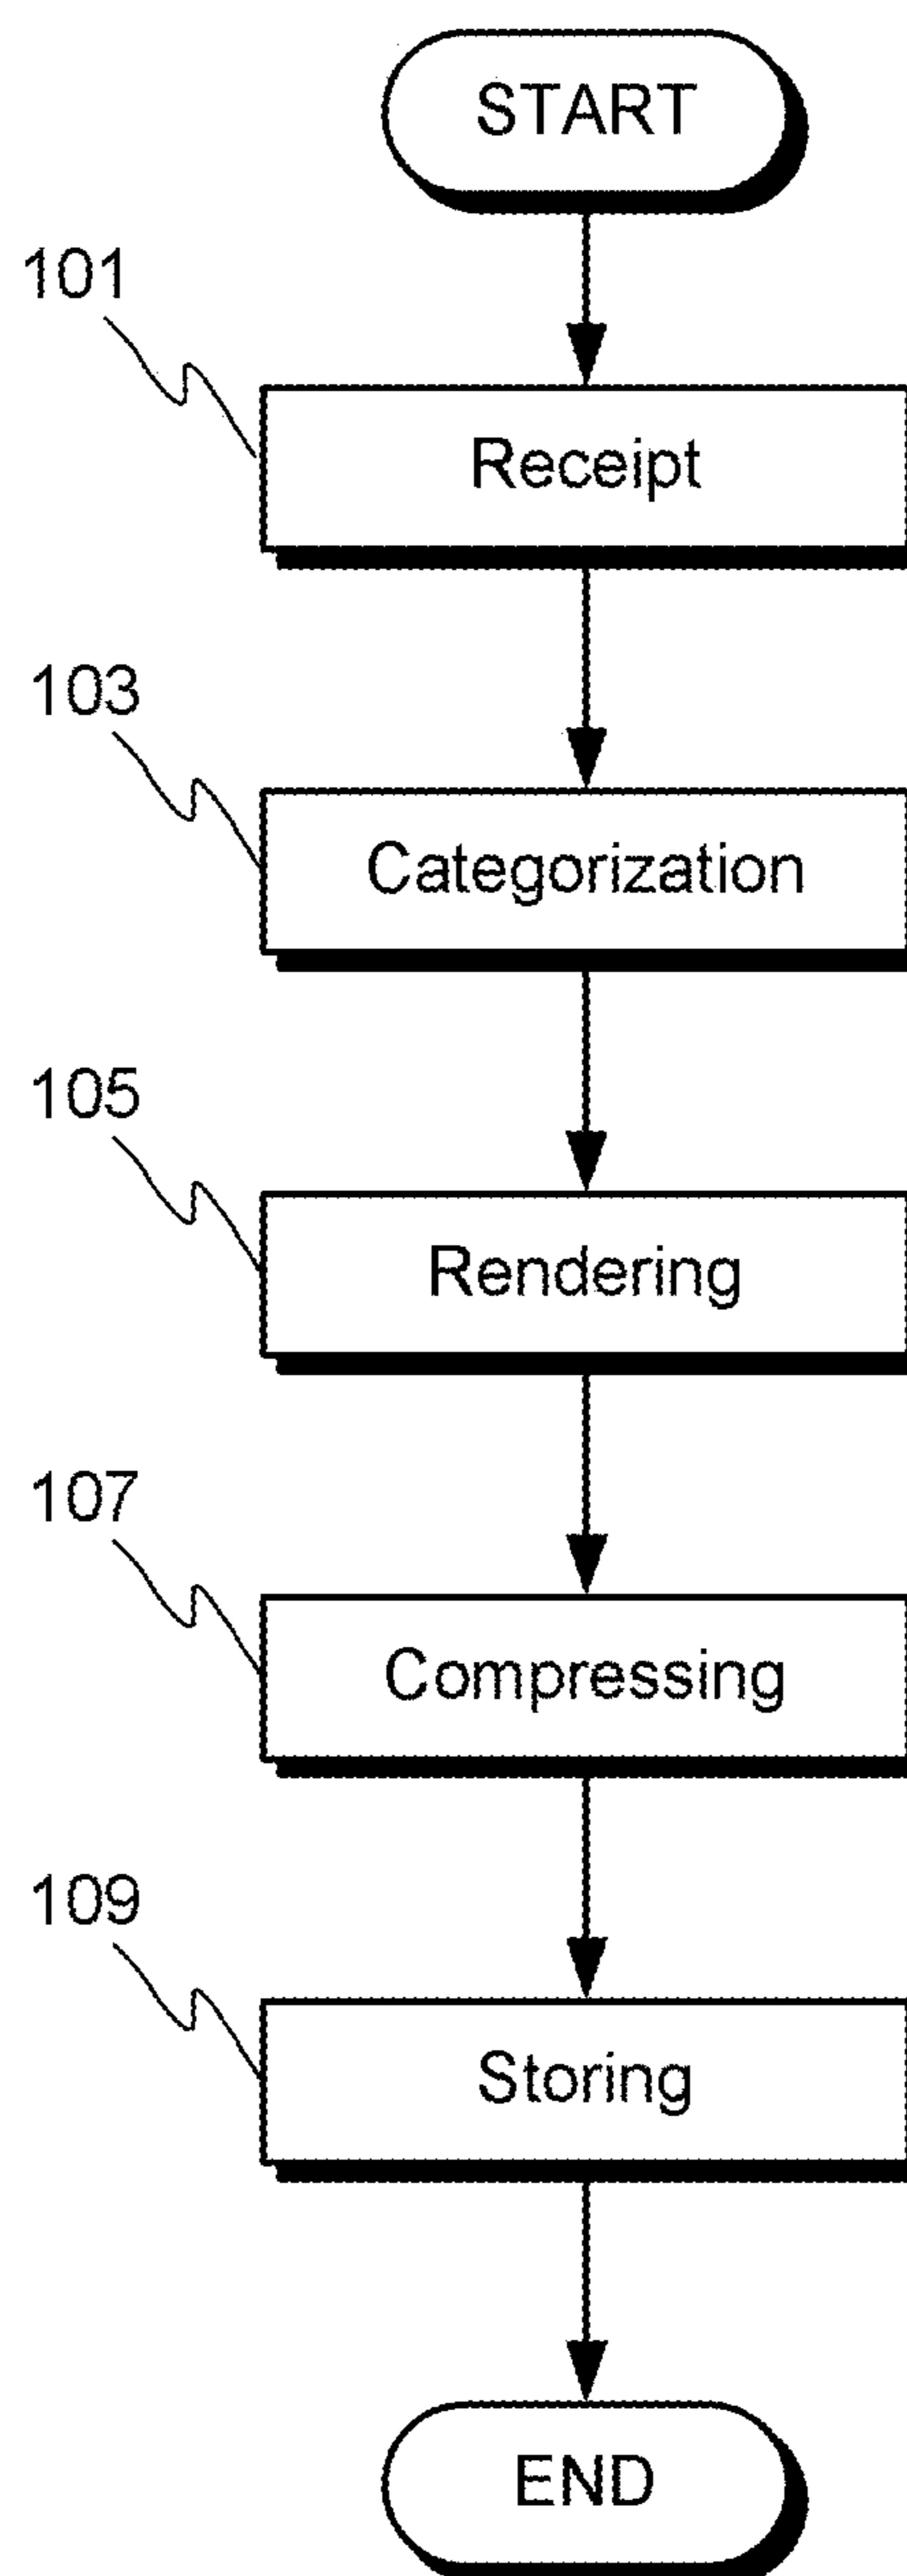 START
101
Receipt
103
Categorization
105
Rendering
107
Compressing
109
Storing
END